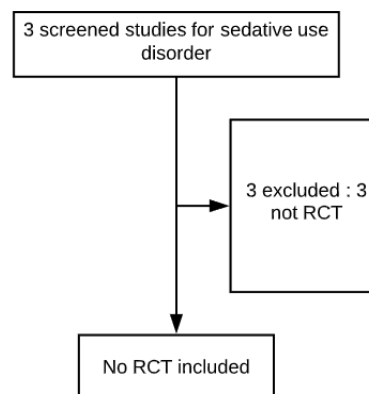 3 screened studies for sedative use
disorder
3 excluded : 3
not RCT
No RCT included